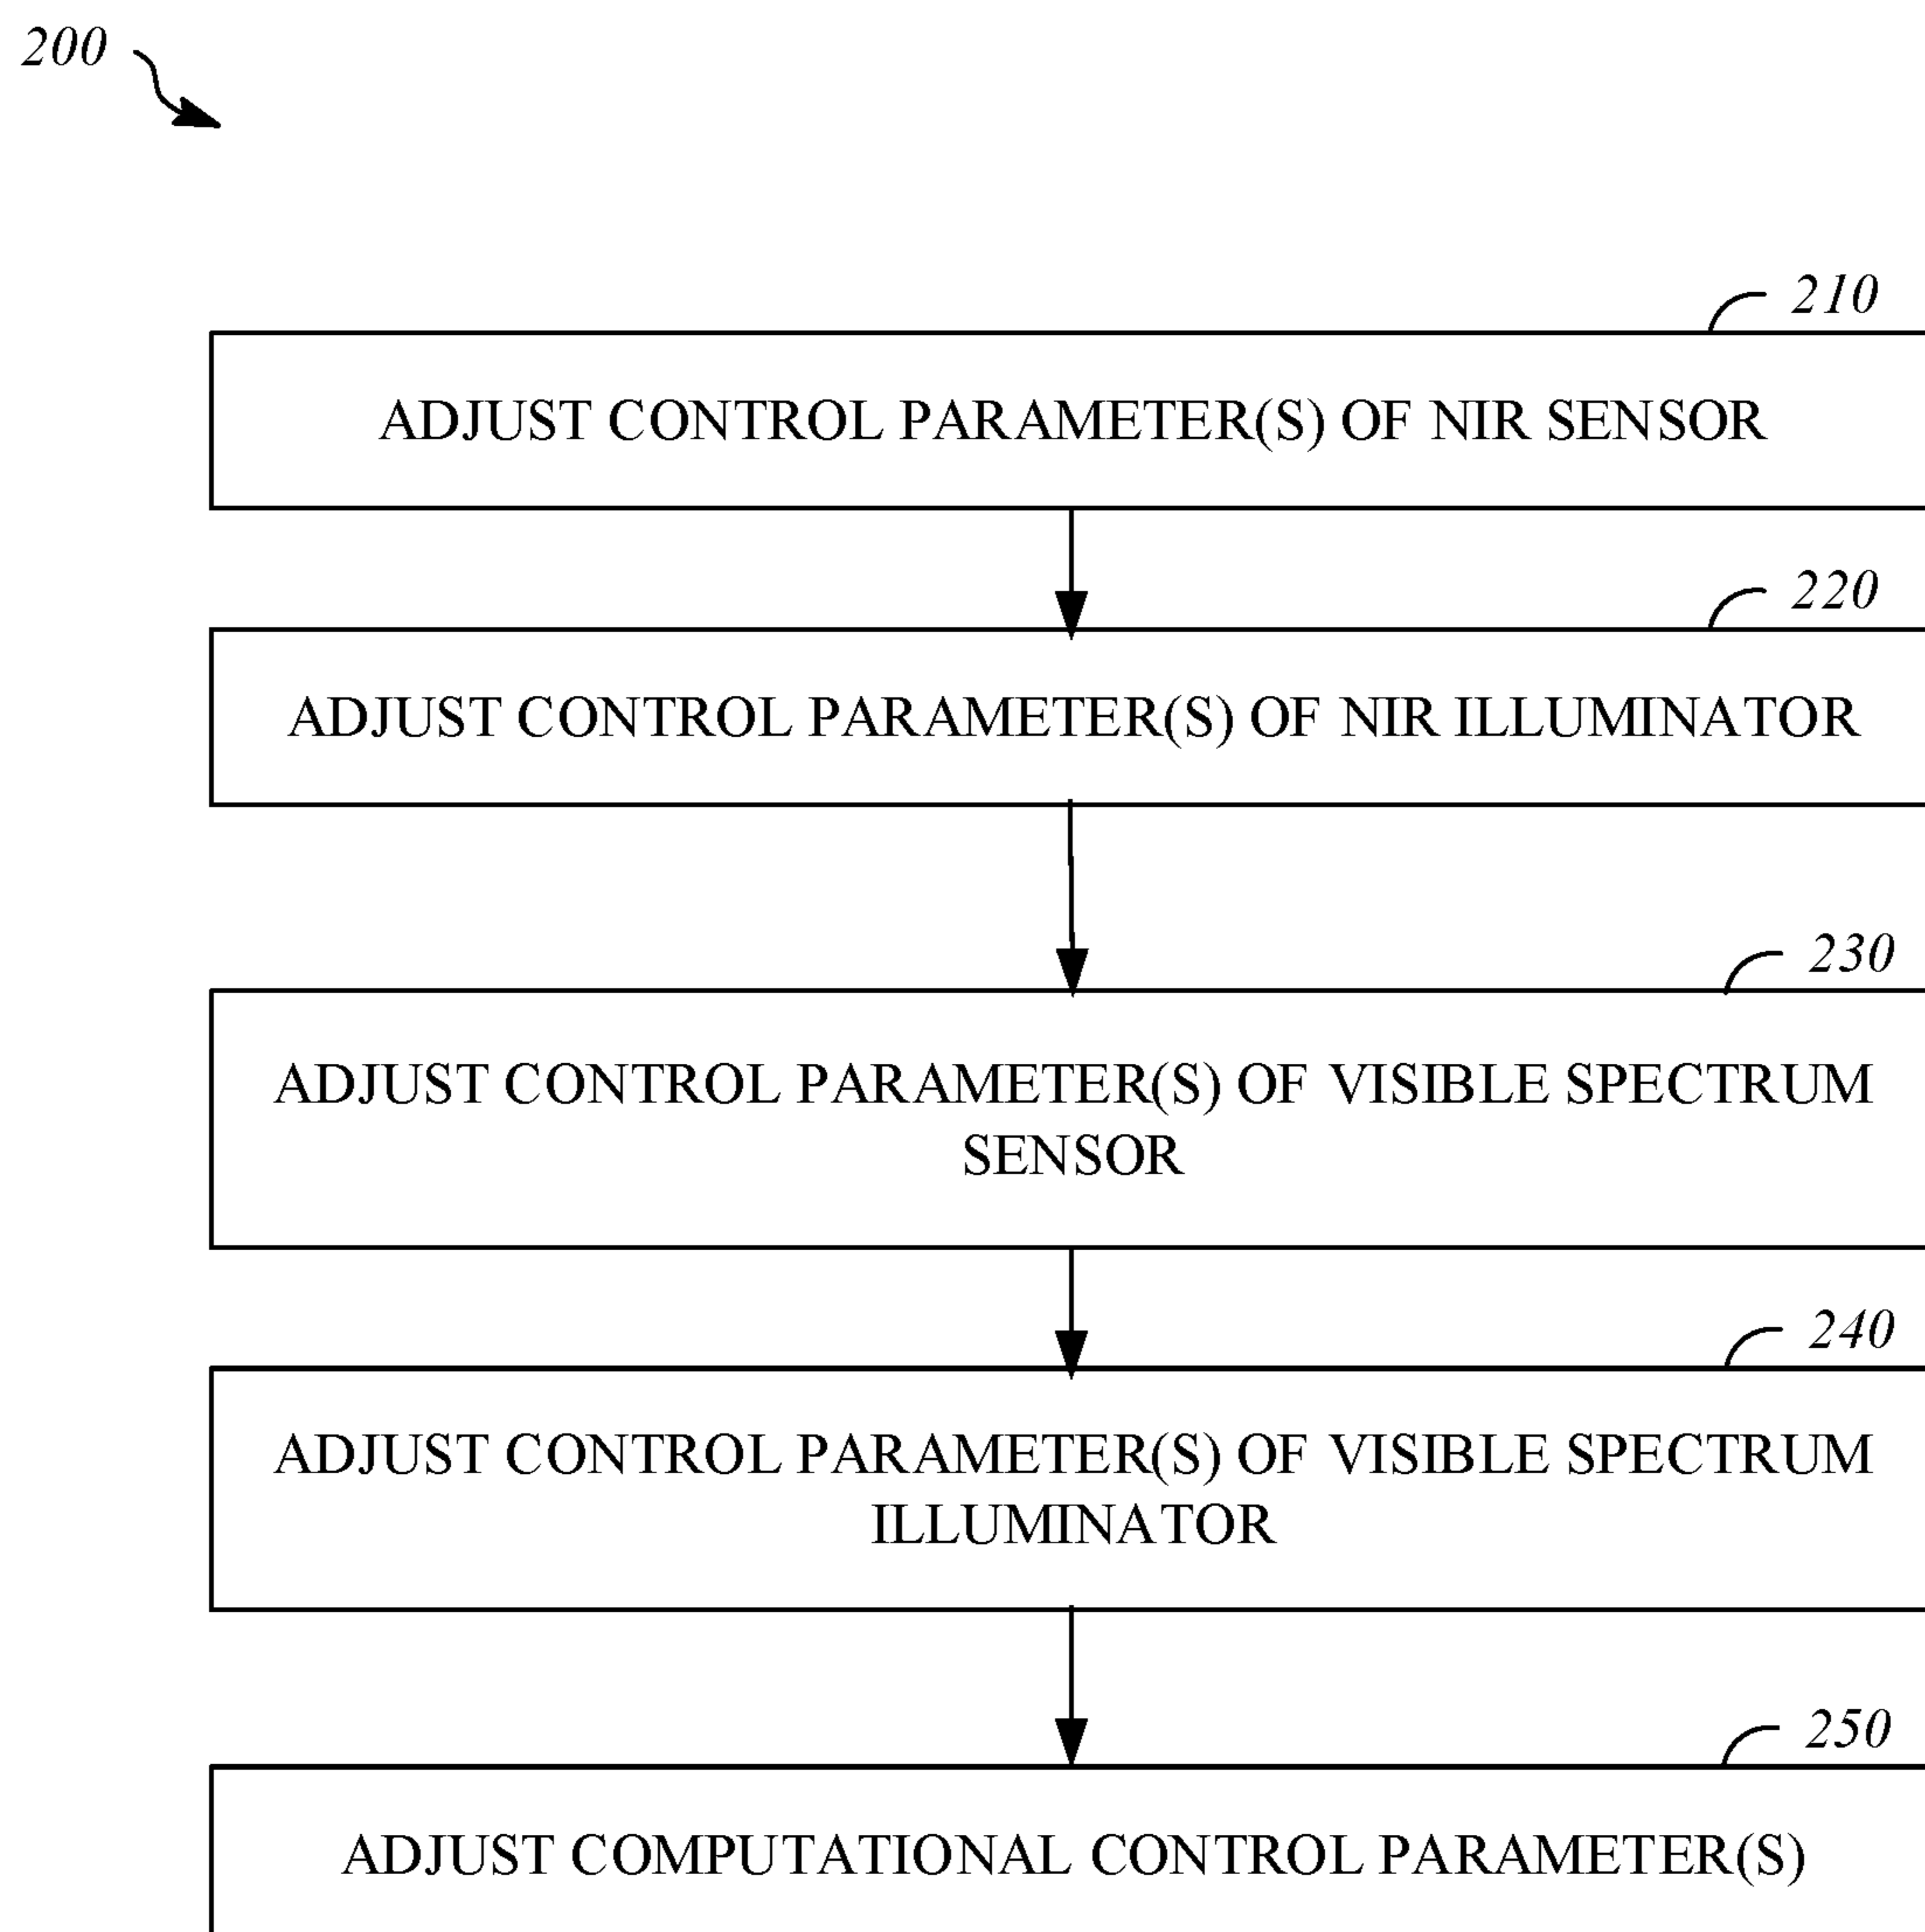 200
210
ADJUST CONTROL PARAMETER(S) OF NIR SENSOR
220
ADJUST CONTROL PARAMETER(S) OF NIR ILLUMINATOR
230
ADJUST CONTROL PARAMETER(S) OF VISIBLE SPECTRUM
SENSOR
240
ADJUST CONTROL PARAMETER(S) OF VISIBLE SPECTRUM
ILLUMINATOR
250
ADJUST COMPUTATIONAL CONTROL PARAMETER(S)